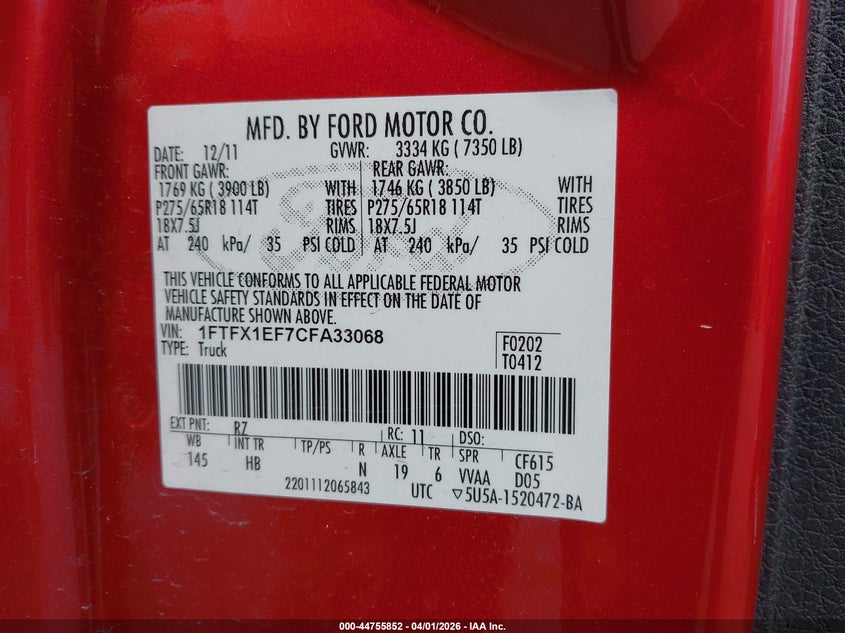 MFD. BY FORD MOTOR CO.
DATE: 12/11 GVWR: 3334 KG ( 7350 LB)
FRONT GAWR: REAR GAWR:
1769 KG ( 3900 LB) WITH 1746 KG ( 3850 LB) WITH
P275/65R18 114T TIRES P275/65R18 114T TIRES
18X7.5J RIMS 18X7.5J RIMS
AT 240 kPa/ 35 PSI COLD AT 240 kPa/ 35 PSI COLD
THIS VEHICLE CONFORMS TO ALL APPLICABLE FEDERAL MOTOR
VEHICLE SAFETY STANDARDS IN EFFECT ON THE DATE OF
MANUFACTURE SHOWN ABOVE.
VIN: 1FTFX1EF7CFA33068 F0202
TYPE: Truck T0412
EXT PNT: RZ RC: 11 DSO:
WB INT TR TP/PS R AXLE TR SPR CF615
145 HB N 19 6 VVAA D05
2201112065843 UTC ▽5U5A-1520472-BA
000-44755852 - 04/01/2026 - IAA Inc.